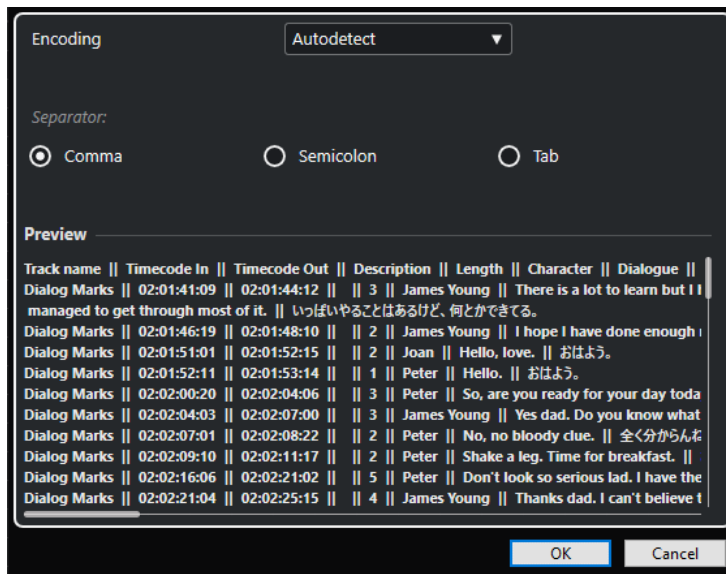 Encoding Autodetect
Separator:
Comma Semicolon Tab
Preview
Track name || Timecode In || Timecode Out || Description || Length || Character || Dialogue ||
Dialog Marks || 02:01:41:09 || 02:01:44:12 || || 3 || James Young || There is a lot to learn but I
managed to get through most of it. || いっぱいやることはあるけど、何とかできてる。
Dialog Marks || 02:01:46:19 || 02:01:48:10 || || 2 || James Young || I hope I have done enough
Dialog Marks || 02:01:51:01 || 02:01:52:15 || || 2 || Joan || Hello, love. || おはよう。
Dialog Marks || 02:01:52:11 || 02:01:53:14 || || 1 || Peter || Hello. || おはよう。
Dialog Marks || 02:02:00:20 || 02:02:04:06 || || 3 || Peter || So, are you ready for your day toda
Dialog Marks || 02:02:04:03 || 02:02:07:00 || || 3 || James Young || Yes dad. Do you know what
Dialog Marks || 02:02:07:01 || 02:02:08:22 || || 2 || Peter || No, no bloody clue. || 全く分からんね
Dialog Marks || 02:02:09:10 || 02:02:11:17 || || 2 || Peter || Shake a leg. Time for breakfast. ||
Dialog Marks || 02:02:16:06 || 02:02:21:02 || || 5 || Peter || Don't look so serious lad. I have the
Dialog Marks || 02:02:21:04 || 02:02:25:15 || || 4 || James Young || Thanks dad. I can't believe t
OK Cancel